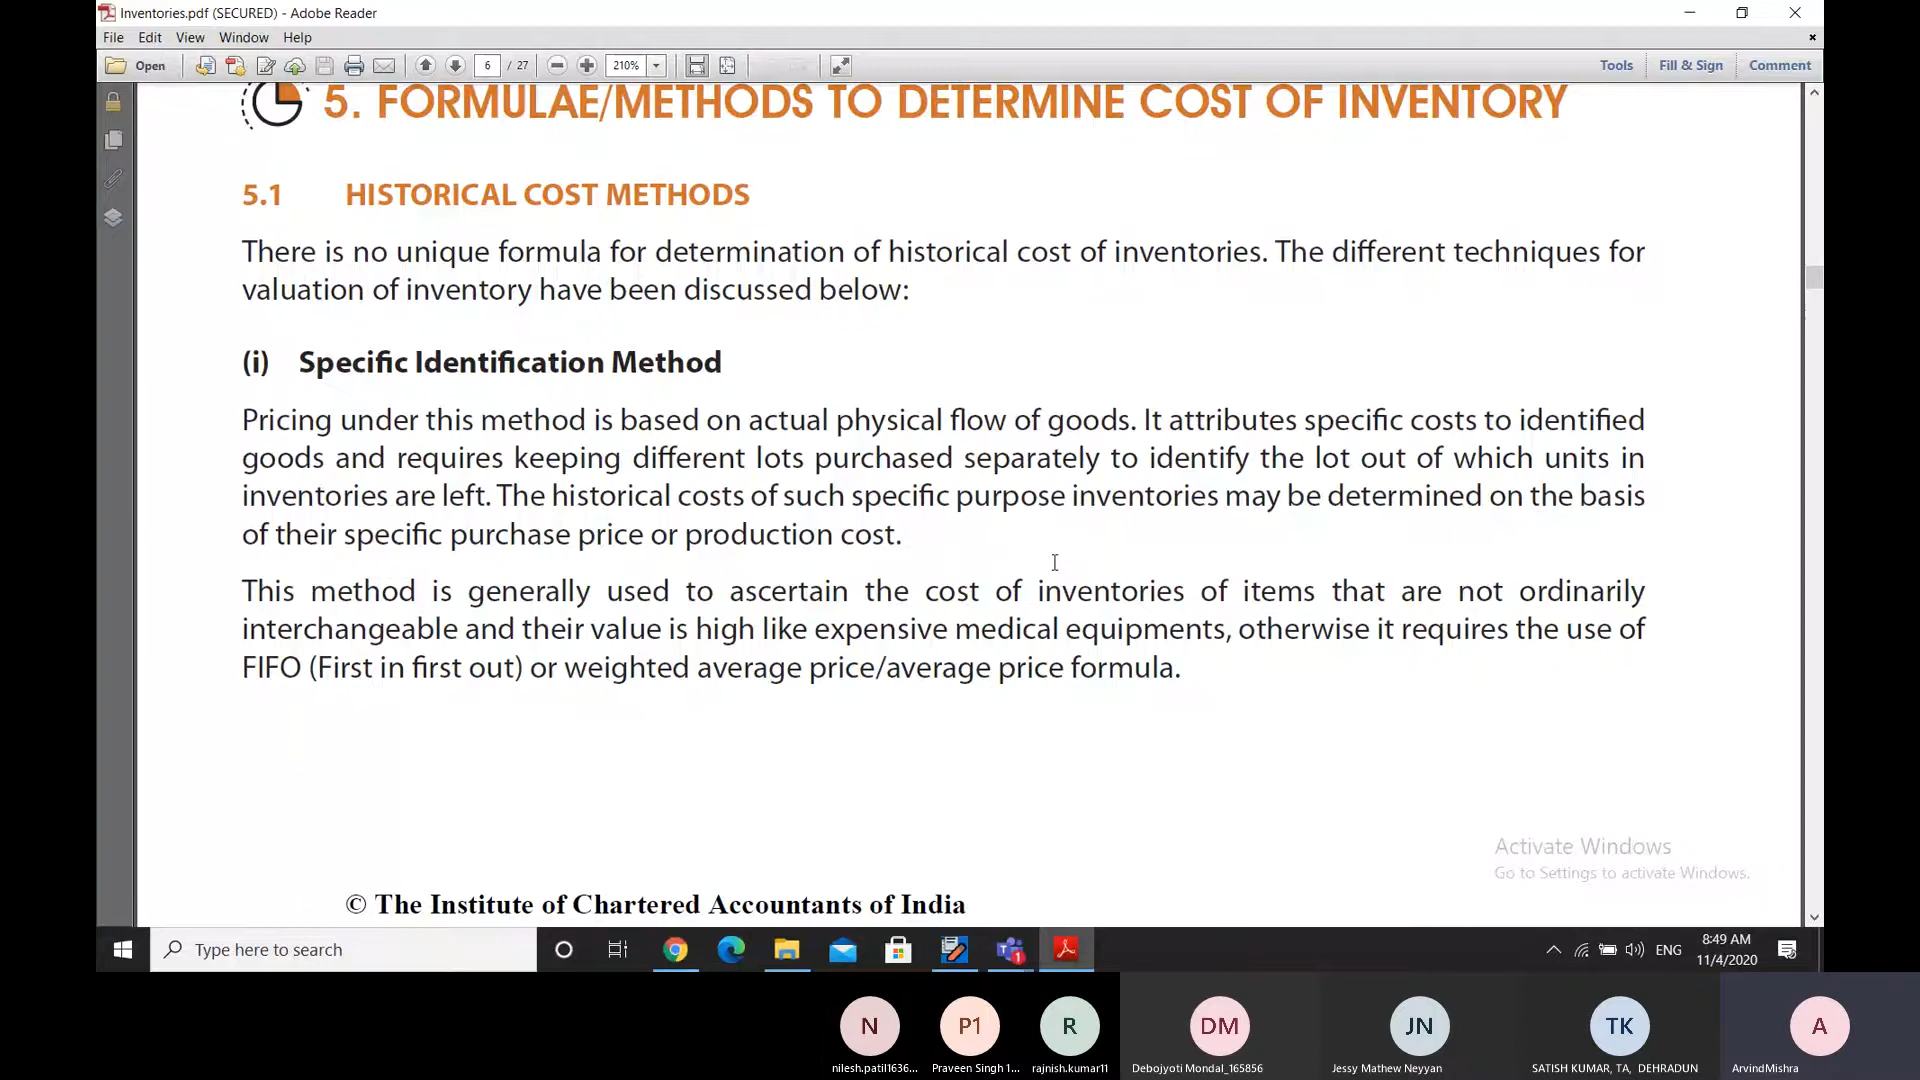 Inventories.pdf (SECURED) - Adobe Reader
File Edit View Window Help
Open 6 / 27 210% Tools Fill & Sign Comment
5. FORMULAE/METHODS TO DETERMINE COST OF INVENTORY
5.1 HISTORICAL COST METHODS
There is no unique formula for determination of historical cost of inventories. The different techniques for
valuation of inventory have been discussed below:
(i) Specific Identification Method
Pricing under this method is based on actual physical flow of goods. It attributes specific costs to identified
goods and requires keeping different lots purchased separately to identify the lot out of which units in
inventories are left. The historical costs of such specific purpose inventories may be determined on the basis
of their specific purchase price or production cost.
This method is generally used to ascertain the cost of inventories of items that are not ordinarily
interchangeable and their value is high like expensive medical equipments, otherwise it requires the use of
FIFO (First in first out) or weighted average price/average price formula.
Activate Windows
Go to Settings to activate Windows.
© The Institute of Chartered Accountants of India
Type here to search
1
ENG
8:49 AM
11/4/2020
N P1 R DM JN TK A
nilesh.patil1636... Praveen Singh 1... rajnish.kumar11 Debojyoti Mondal_165856 Jessy Mathew Neyyan SATISH KUMAR, TA, DEHRADUN ArvindMishra